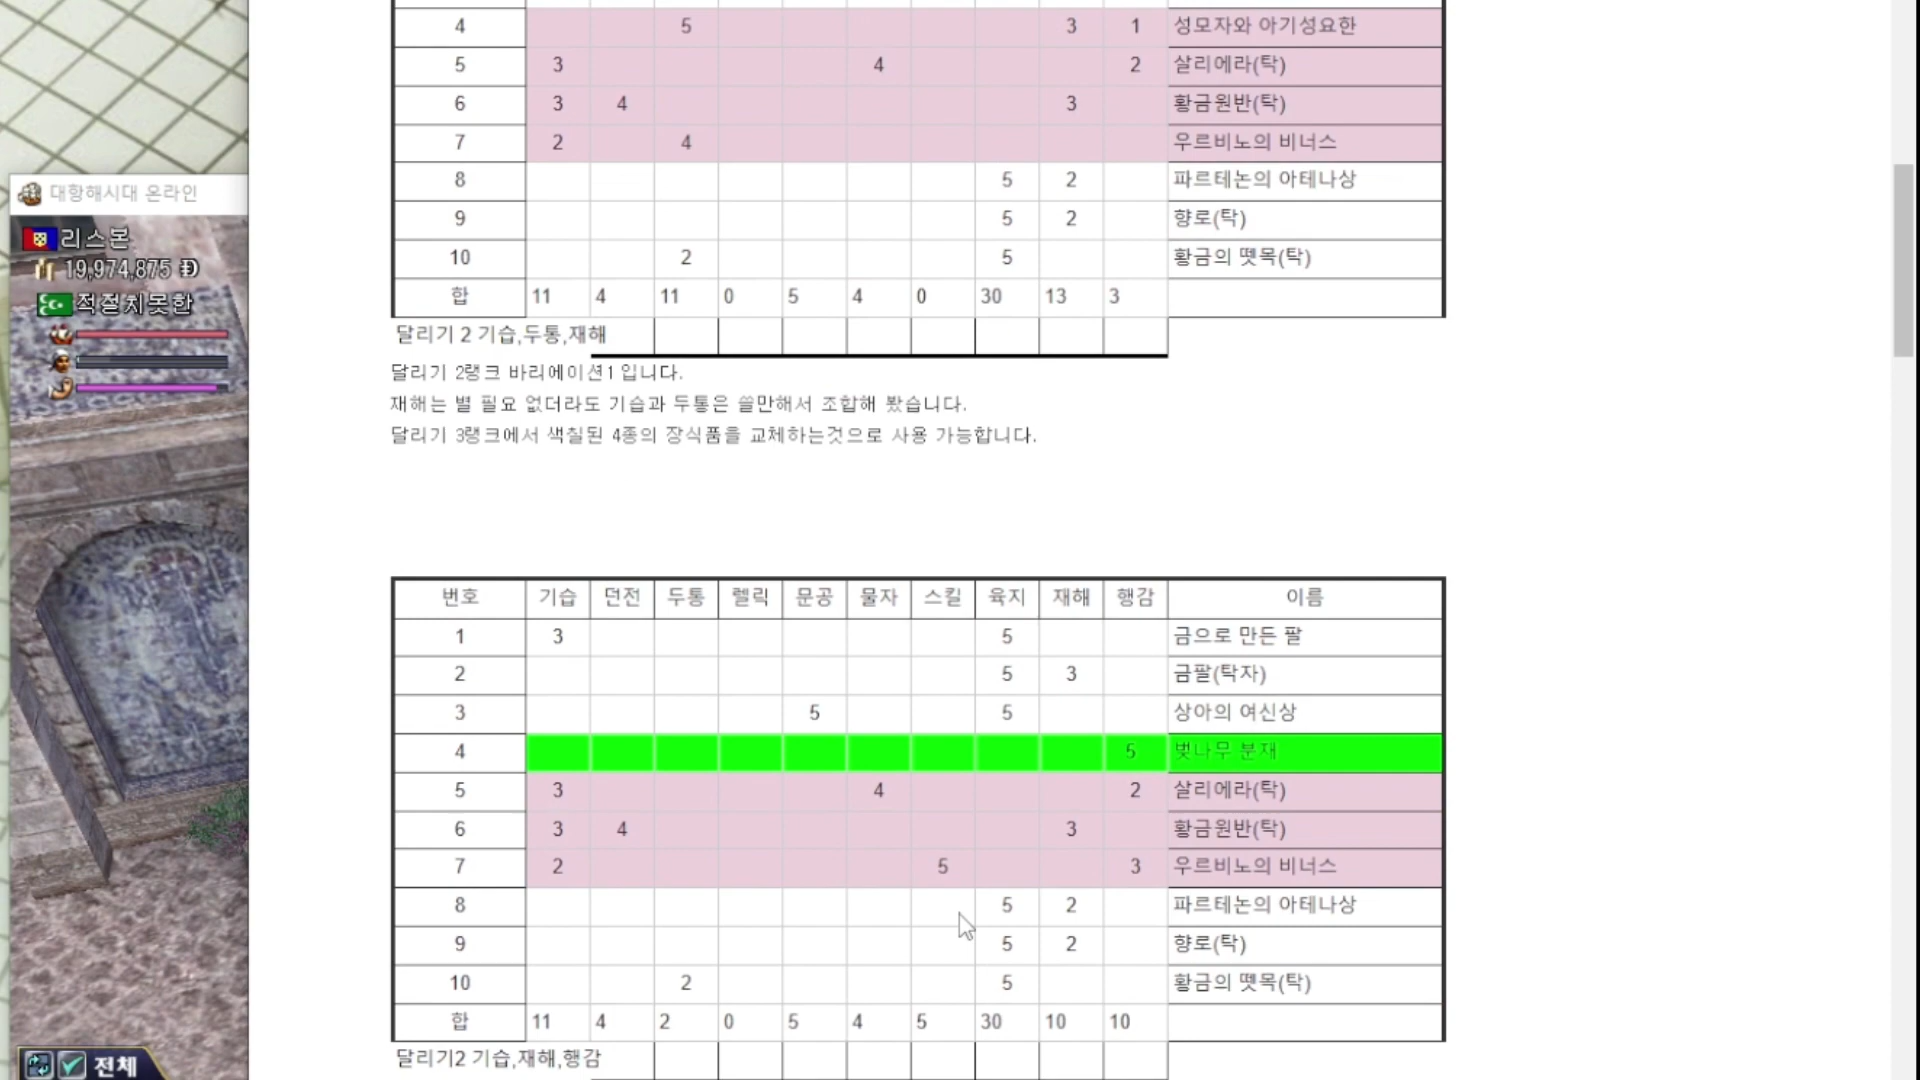 4 5 3 1 성모자와 아기성요한
5 3 4 2 살리에라(탁)
6 3 4 3 황금원반(탁)
7 2 4 우르비노의 비너스
8 5 2 파르테논의 아테나상
9 5 2 향로(탁)
10 2 5 황금의 뗏목(탁)
합 11 4 11 0 5 4 0 30 13 3
달리기 2 기습,두통,재해
달리기 2랭크 바리에이션1 입니다.
재해는 별 필요 없더라도 기습과 두통은 쓸만해서 조합해 봤습니다.
달리기 3랭크에서 색칠된 4종의 장식품을 교체하는것으로 사용 가능합니다.
번호 기습 던전 두통 렐릭 문공 물자 스킬 육지 재해 행감 이름
1 3 5 금으로 만든 팔
2 5 3 금팔(탁자)
3 5 5 상아의 여신상
4 5 벚나무 분재
5 3 4 2 살리에라(탁)
6 3 4 3 황금원반(탁)
7 2 5 3 우르비노의 비너스
8 5 2 파르테논의 아테나상
9 5 2 향로(탁)
10 2 5 황금의 뗏목(탁)
합 11 4 2 0 5 4 5 30 10 10
달리기2 기습,재해,행감
대항해시대 온라인
리스본
19,974,875 D
적절치못한
전체